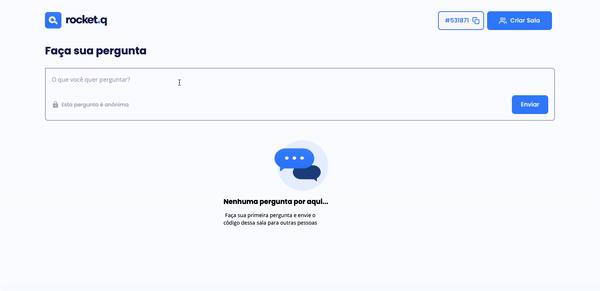 rocket.q
#531871
Criar Sala
Faça sua pergunta
O que você quer perguntar?
Esta pergunta é anônima
Enviar
Nenhuma pergunta por aqui...
Faça sua primeira pergunta e envie o
código dessa sala para outras pessoas